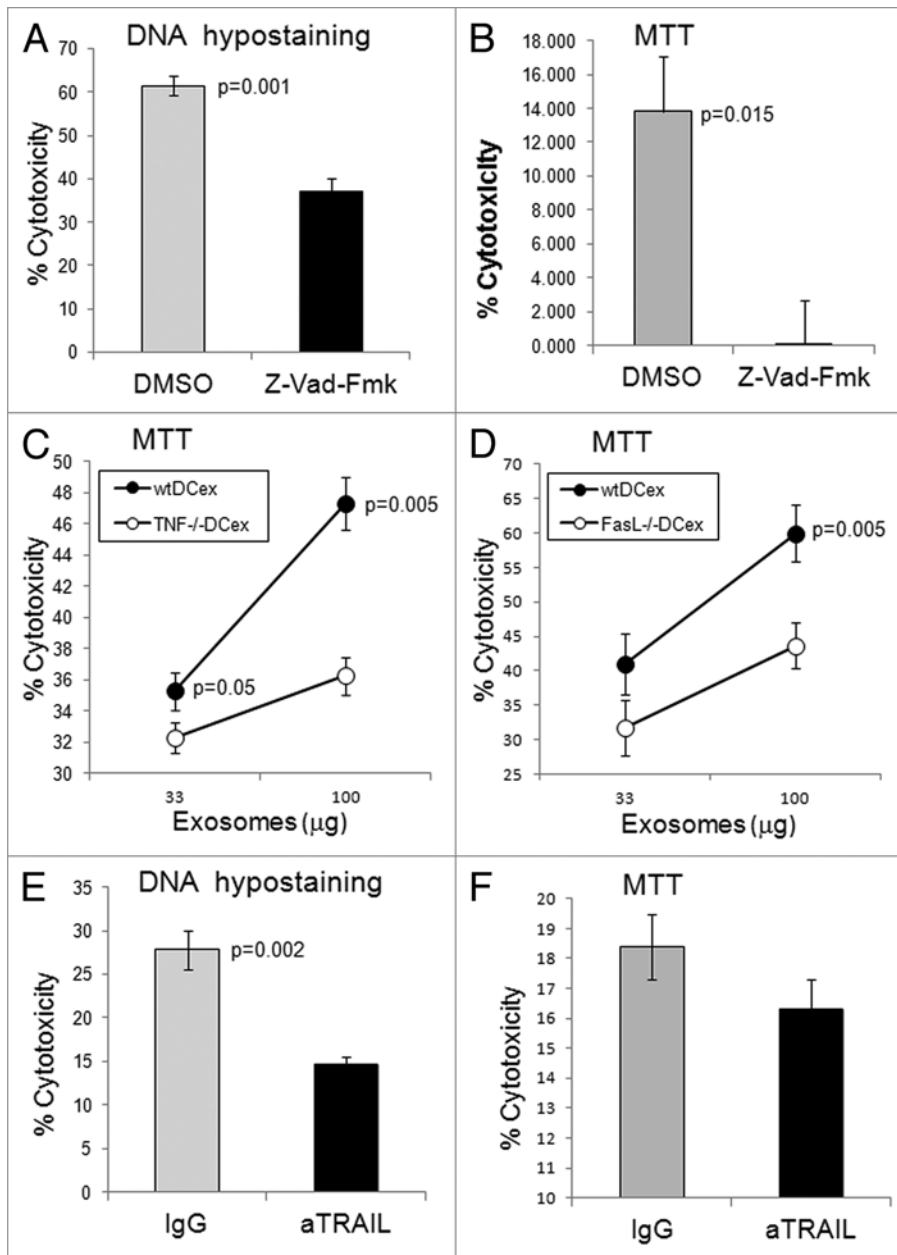 A
DNA hypostaining
% Cytotoxicity
70
60
50
40
30
20
10
0
p=0.001
DMSO
Z-Vad-Fmk
B
MTT
% Cytotoxicity
18.000
16.000
14.000
12.000
10.000
8.000
6.000
4.000
2.000
0.000
p=0.015
DMSO
Z-Vad-Fmk
C
MTT
% Cytotoxicity
50
48
46
44
42
40
38
36
34
32
30
wtDCex
TNF-/-DCex
p=0.005
p=0.05
33
100
Exosomes (µg)
D
MTT
% Cytotoxicity
70
65
60
55
50
45
40
35
30
25
wtDCex
FasL-/-DCex
p=0.005
33
100
Exosomes (µg)
E
DNA hypostaining
% Cytotoxicity
35
30
25
20
15
10
5
0
p=0.002
IgG
aTRAIL
F
MTT
% Cytotoxicity
20
19
18
17
16
15
14
13
12
11
10
IgG
aTRAIL